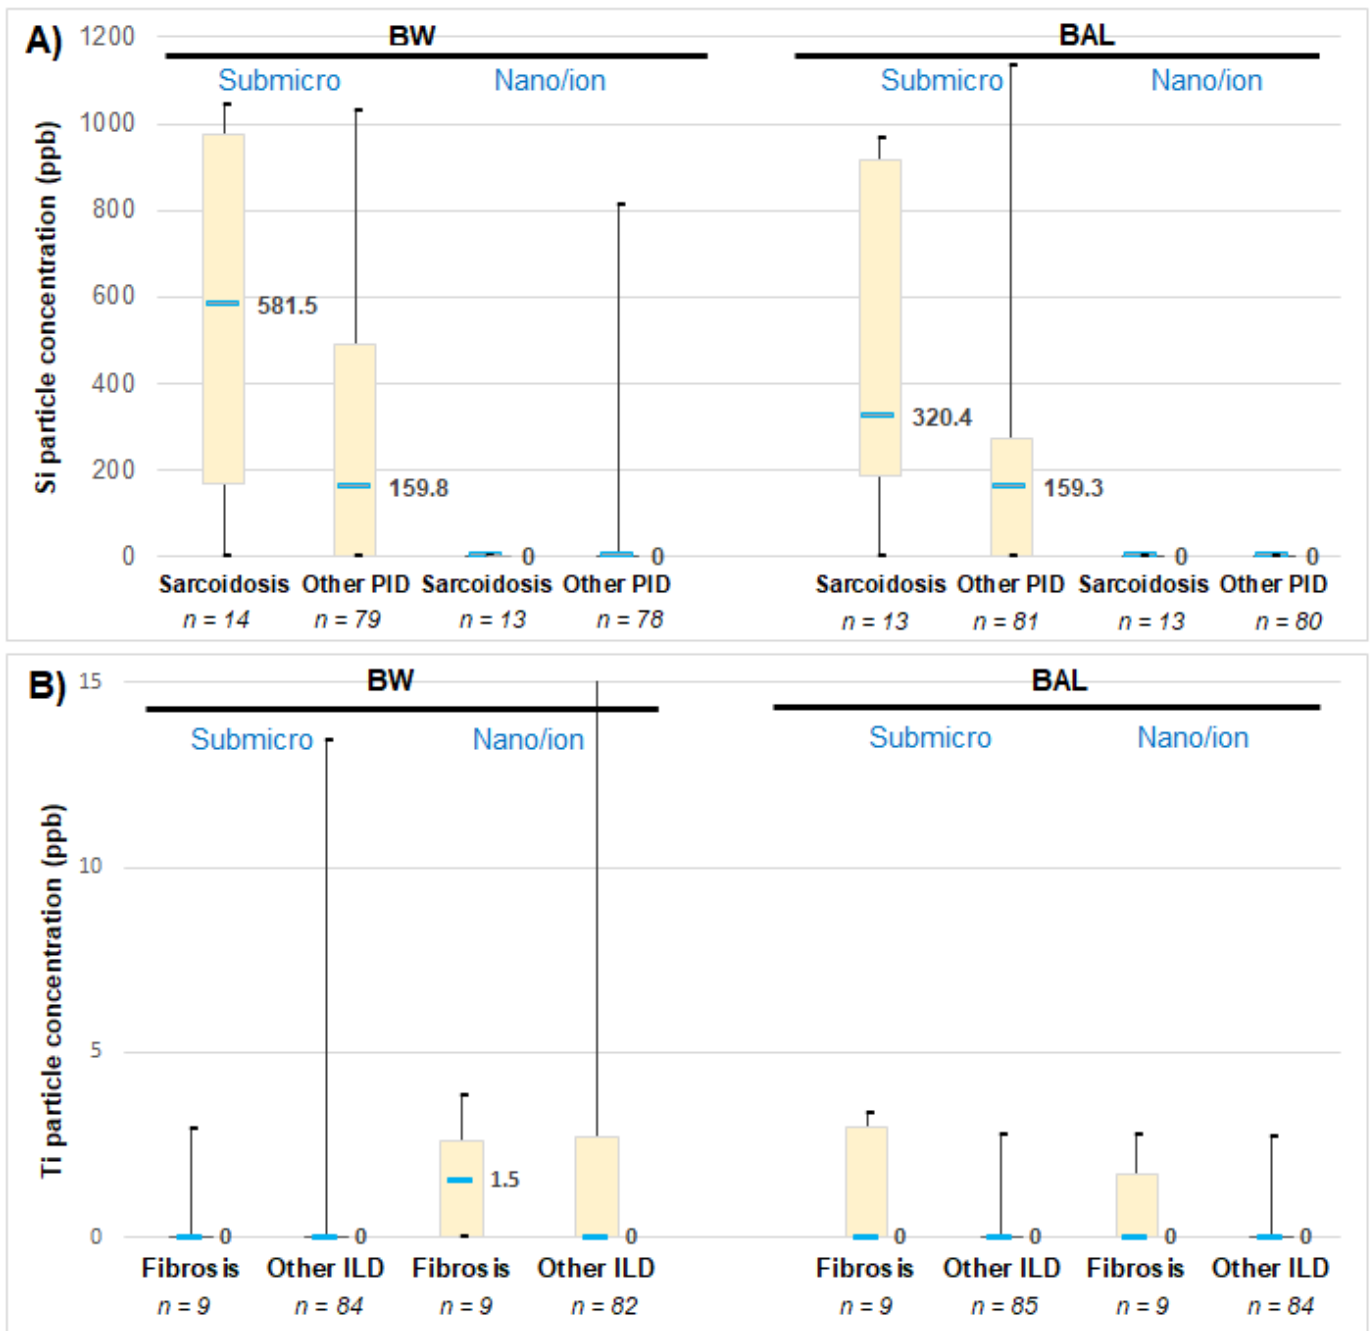 A)
BW
BAL
Submicro
Nano/ion
Submicro
Nano/ion
Si particle concentration (ppb)
1200
1000
800
600
400
200
0
581.5
159.8
0
0
320.4
159.3
0
0
Sarcoidosis Other PID Sarcoidosis Other PID
Sarcoidosis Other PID Sarcoidosis Other PID
n = 14 n = 79 n = 13 n = 78
n = 13 n = 81 n = 13 n = 80
B)
BW
BAL
Submicro
Nano/ion
Submicro
Nano/ion
Ti particle concentration (ppb)
15
10
5
0
0
0
1.5
0
0
0
0
0
Fibrosis Other ILD Fibrosis Other ILD
Fibrosis Other ILD Fibrosis Other ILD
n = 9 n = 84 n = 9 n = 82
n = 9 n = 85 n = 9 n = 84